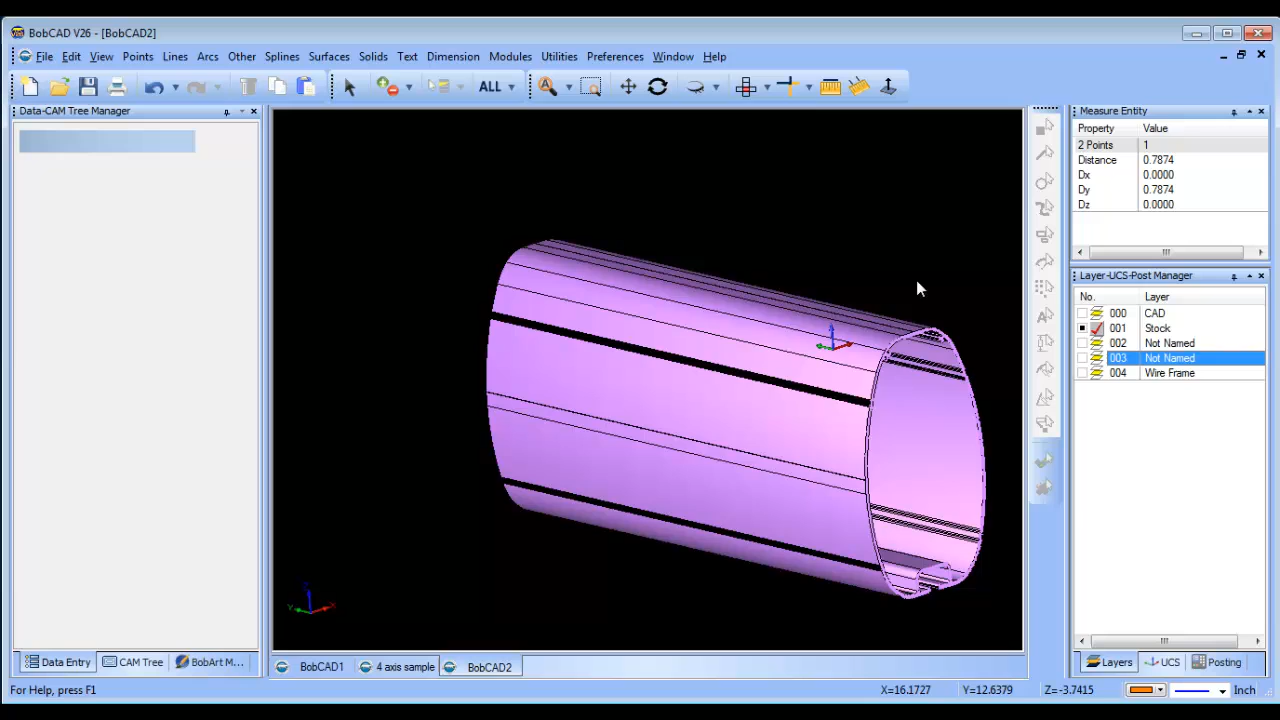 BobCAD V26 - [BobCAD2]
File Edit View Points Lines Arcs Other Splines Surfaces Solids Text Dimension Modules Utilities Preferences Window Help
ALL
Data-CAM Tree Manager
Measure Entity
Property Value
2 Points 1
Distance 0.7874
Dx 0.0000
Dy 0.7874
Dz 0.0000
Layer-UCS-Post Manager
No. Layer
000 CAD
001 Stock
002 Not Named
003 Not Named
004 Wire Frame
Z
Y X
Data Entry CAM Tree BobArt M...
BobCAD1 4 axis sample BobCAD2
Layers UCS Posting
For Help, press F1 X=16.1727 Y=12.6379 Z=-3.7415 Inch